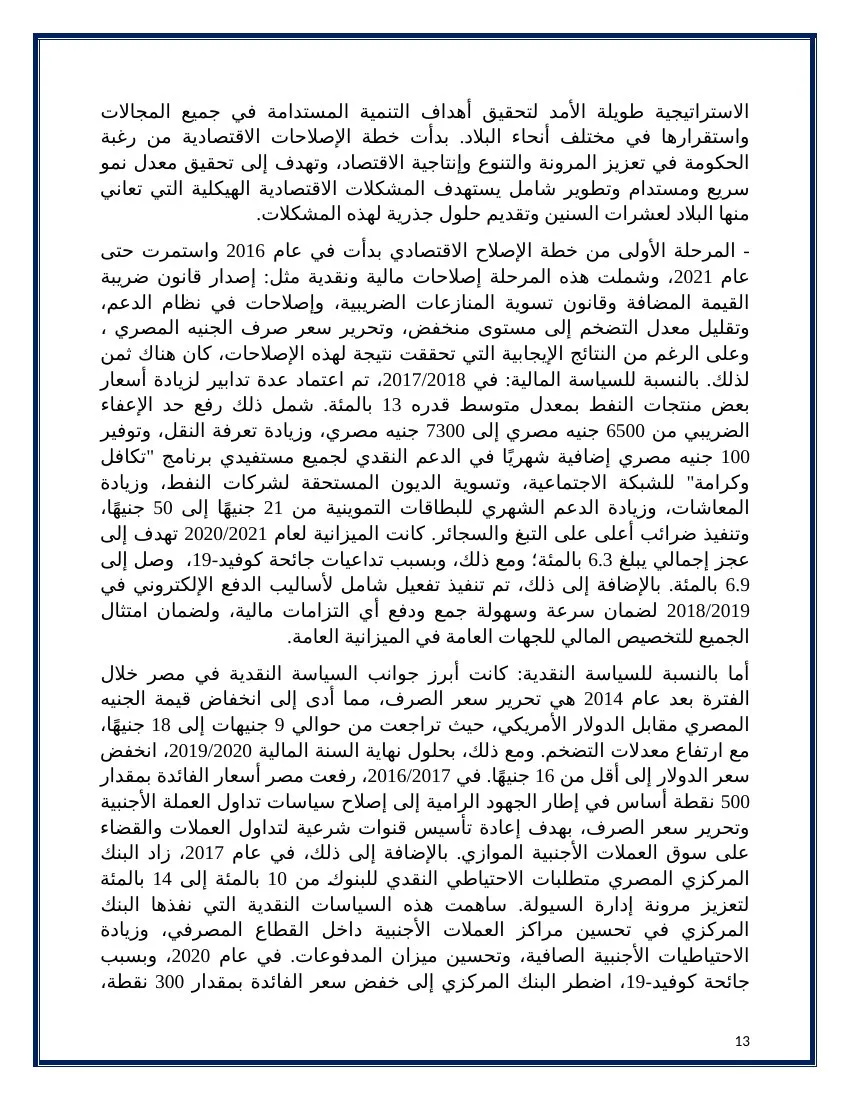 الاستراتيجية طويلة الأمد لتحقيق أهداف التنمية المستدامة في جميع المجالات
واستقرارها في مختلف أنحاء البلاد. بدأت خطة الإصلاحات الاقتصادية من رغبة
الحكومة في تعزيز المرونة والتنوع وإنتاجية الاقتصاد، وتهدف إلى تحقيق معدل نمو
سريع ومستدام وتطوير شامل يستهدف المشكلات الاقتصادية الهيكلية التي تعاني
منها البلاد لعشرات السنين وتقديم حلول جذرية لهذه المشكلات.
- المرحلة الأولى من خطة الإصلاح الاقتصادي بدأت في عام 2016 واستمرت حتى
عام 2021، وشملت هذه المرحلة إصلاحات مالية ونقدية مثل: إصدار قانون ضريبة
القيمة المضافة وقانون تسوية المنازعات الضريبية، وإصلاحات في نظام الدعم،
وتقليل معدل التضخم إلى مستوى منخفض، وتحرير سعر صرف الجنيه المصري ،
وعلى الرغم من النتائج الإيجابية التي تحققت نتيجة لهذه الإصلاحات، كان هناك ثمن
لذلك. بالنسبة للسياسة المالية: في 2017/2018، تم اعتماد عدة تدابير لزيادة أسعار
بعض منتجات النفط بمعدل متوسط قدره 13 بالمئة. شمل ذلك رفع حد الإعفاء
الضريبي من 6500 جنيه مصري إلى 7300 جنيه مصري، وزيادة تعرفة النقل، وتوفير
100 جنيه مصري إضافية شهريًا في الدعم النقدي لجميع مستفيدي برنامج "تكافل
وكرامة" للشبكة الاجتماعية، وتسوية الديون المستحقة لشركات النفط، وزيادة
المعاشات، وزيادة الدعم الشهري للبطاقات التموينية من 21 جنيهًا إلى 50 جنيهًا،
وتنفيذ ضرائب أعلى على التبغ والسجائر. كانت الميزانية لعام 2020/2021 تهدف إلى
عجز إجمالي يبلغ 6.3 بالمئة؛ ومع ذلك، وبسبب تداعيات جائحة كوفيد-19، وصل إلى
6.9 بالمئة. بالإضافة إلى ذلك، تم تنفيذ تفعيل شامل لأساليب الدفع الإلكتروني في
2018/2019 لضمان سرعة وسهولة جمع ودفع أي التزامات مالية، ولضمان امتثال
الجميع للتخصيص المالي للجهات العامة في الميزانية العامة.
أما بالنسبة للسياسة النقدية: كانت أبرز جوانب السياسة النقدية في مصر خلال
الفترة بعد عام 2014 هي تحرير سعر الصرف، مما أدى إلى انخفاض قيمة الجنيه
المصري مقابل الدولار الأمريكي، حيث تراجعت من حوالي 9 جنيهات إلى 18 جنيهًا،
مع ارتفاع معدلات التضخم. ومع ذلك، بحلول نهاية السنة المالية 2019/2020، انخفض
سعر الدولار إلى أقل من 16 جنيهًا. في 2016/2017، رفعت مصر أسعار الفائدة بمقدار
500 نقطة أساس في إطار الجهود الرامية إلى إصلاح سياسات تداول العملة الأجنبية
وتحرير سعر الصرف، بهدف إعادة تأسيس قنوات شرعية لتداول العملات والقضاء
على سوق العملات الأجنبية الموازي. بالإضافة إلى ذلك، في عام 2017، زاد البنك
المركزي المصري متطلبات الاحتياطي النقدي للبنوك من 10 بالمئة إلى 14 بالمئة
لتعزيز مرونة إدارة السيولة. ساهمت هذه السياسات النقدية التي نفذها البنك
المركزي في تحسين مراكز العملات الأجنبية داخل القطاع المصرفي، وزيادة
الاحتياطيات الأجنبية الصافية، وتحسين ميزان المدفوعات. في عام 2020، وبسبب
جائحة كوفيد-19، اضطر البنك المركزي إلى خفض سعر الفائدة بمقدار 300 نقطة،
13